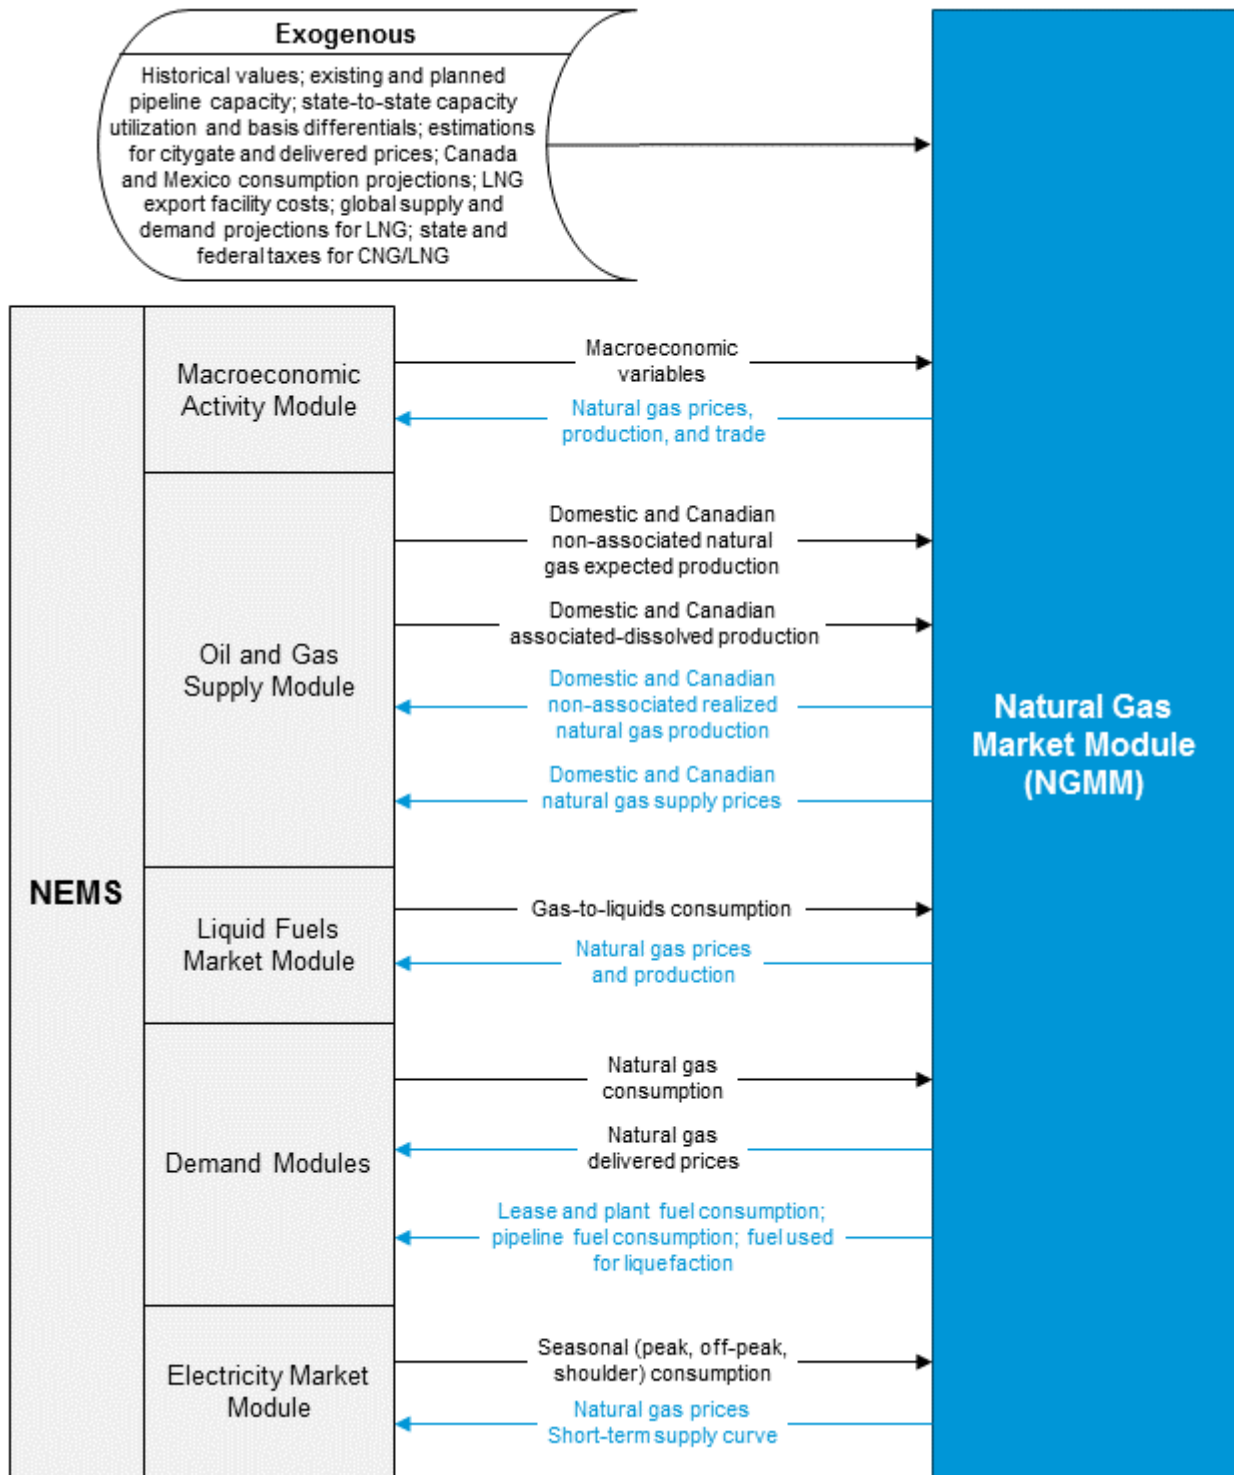 Exogenous
Historical values; existing and planned
pipeline capacity; state-to-state capacity
utilization and basis differentials; estimations
for citygate and delivered prices; Canada
and Mexico consumption projections; LNG
export facility costs; global supply and
demand projections for LNG; state and
federal taxes for CNG/LNG
NEMS
Macroeconomic
Activity Module
Macroeconomic
variables
Natural gas prices,
production, and trade
Oil and Gas
Supply Module
Domestic and Canadian
non-associated natural
gas expected production
Domestic and Canadian
associated-dissolved production
Domestic and Canadian
non-associated realized
natural gas production
Domestic and Canadian
natural gas supply prices
Liquid Fuels
Market Module
Gas-to-liquids consumption
Natural gas prices
and production
Demand Modules
Natural gas
consumption
Natural gas
delivered prices
Lease and plant fuel consumption;
pipeline fuel consumption; fuel used
for liquefaction
Electricity Market
Module
Seasonal (peak, off-peak,
shoulder) consumption
Natural gas prices
Short-term supply curve
Natural Gas
Market Module
(NGMM)